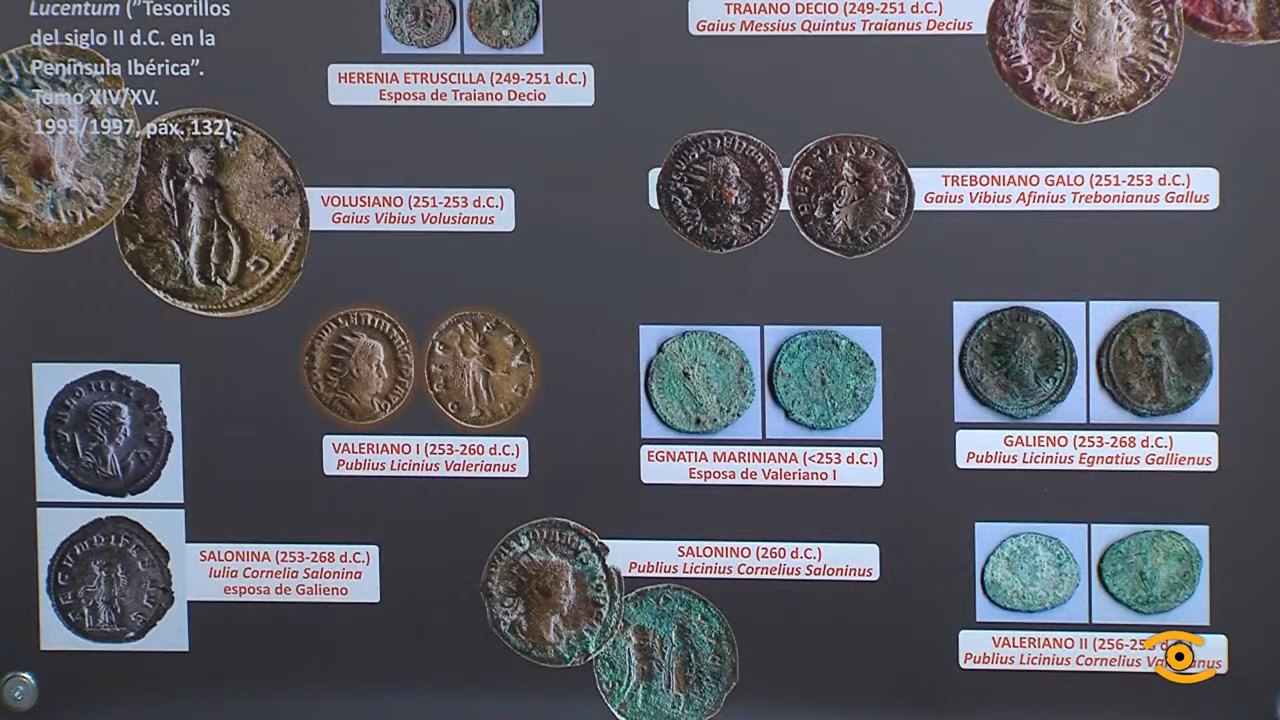 Lucentum ("Tesorillos
del siglo II d.C. en la
Península Ibérica".
Tomo XIV/XV.
1995/1997, pax. 132).
HERENIA ETRUSCILLA (249-251 d.C.)
Esposa de Traiano Decio
TRAIANO DECIO (249-251 d.C.)
Gaius Messius Quintus Traianus Decius
VOLUSIANO (251-253 d.C.)
Gaius Vibius Volusianus
TREBONIANO GALO (251-253 d.C.)
Gaius Vibius Afinius Trebonianus Gallus
VALERIANO I (253-260 d.C.)
Publius Licinius Valerianus
EGNATIA MARINIANA (<253 d.C.)
Esposa de Valeriano I
GALIENO (253-268 d.C.)
Publius Licinius Egnatius Gallienus
SALONINA (253-268 d.C.)
Iulia Cornelia Salonina
esposa de Galieno
SALONINO (260 d.C.)
Publius Licinius Cornelius Saloninus
VALERIANO II
Publius Licinius Cornelius